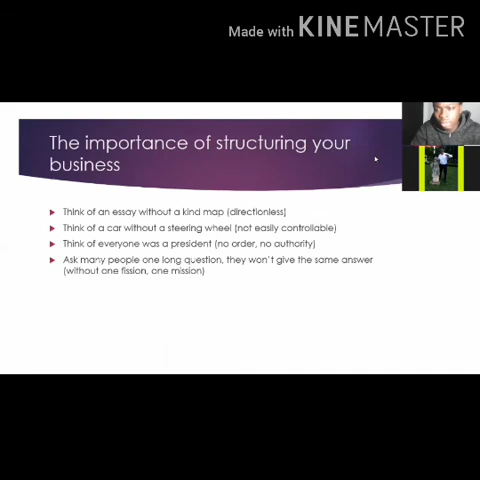 Made with KINEMASTER
The importance of structuring your
business
Think of an essay without a kind map (directionless)
Think of a car without a steering wheel (not easily controllable)
Think of everyone was a president (no order, no authority)
Ask many people one long question, they won't give the same answer
(without one fission, one mission)